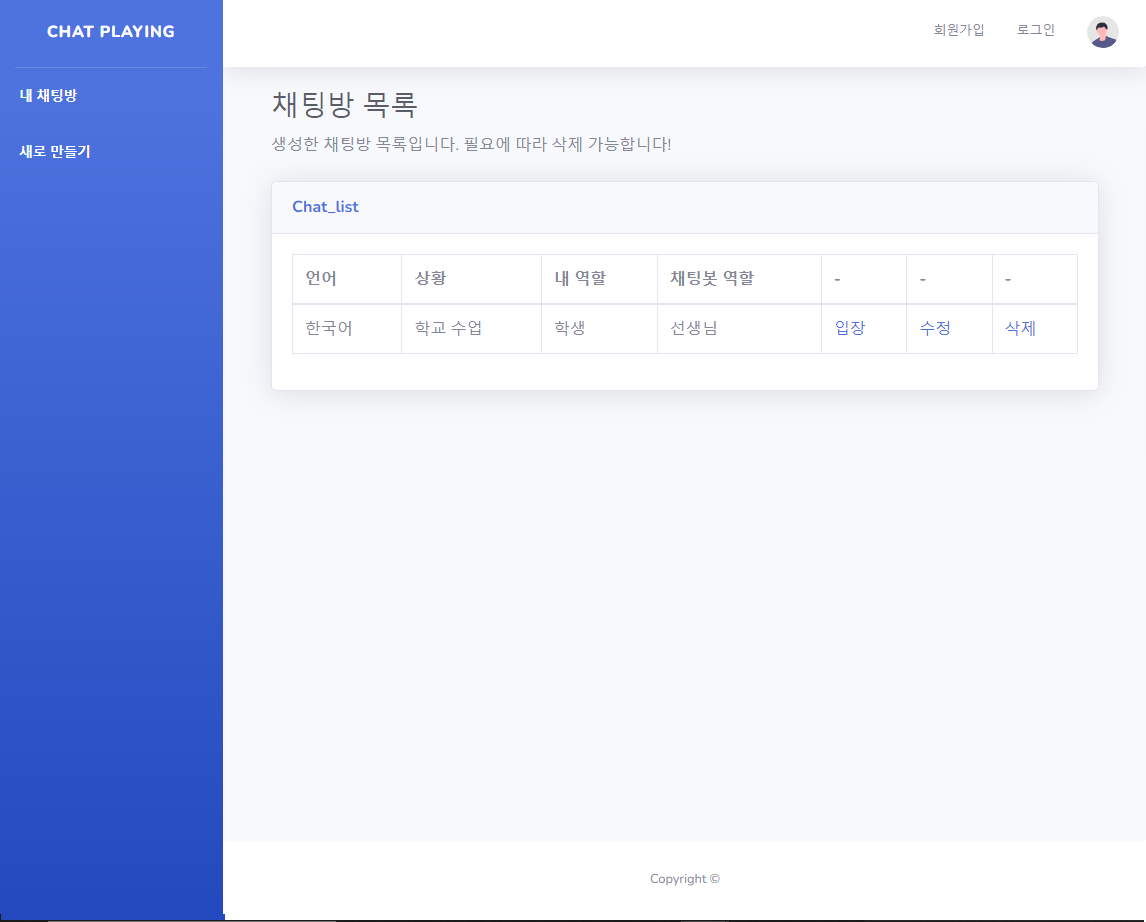 CHAT PLAYING
회원가입 로그인
내 채팅방
새로 만들기
채팅방 목록
생성한 채팅방 목록입니다. 필요에 따라 삭제 가능합니다!
Chat_list
언어 상황 내 역할 채팅봇 역할 - - -
한국어 학교 수업 학생 선생님 입장 수정 삭제
Copyright ©